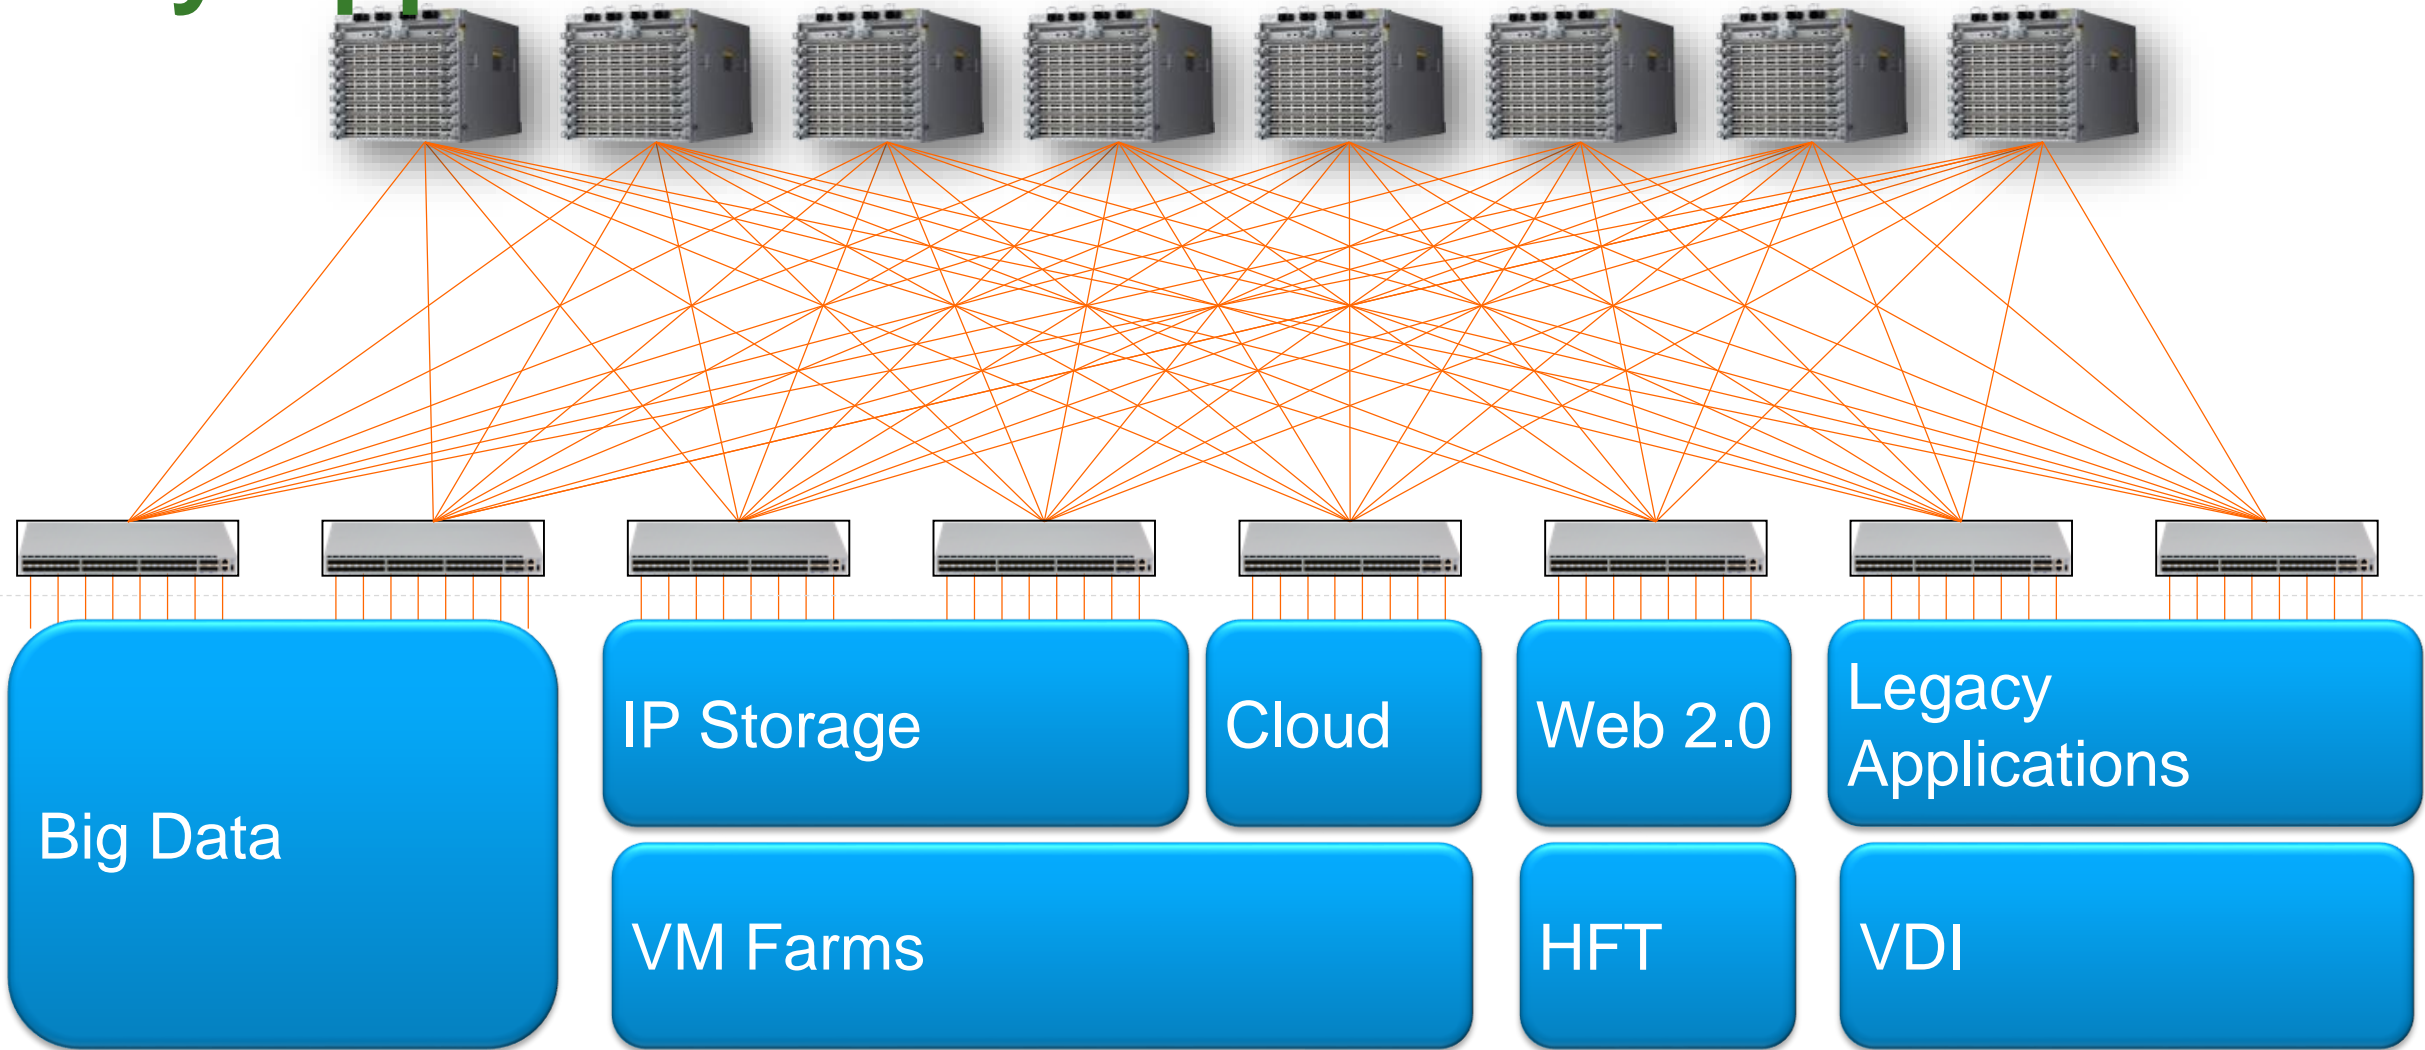 IP Storage
Cloud
Web 2.0
Legacy
Applications
Big Data
VM Farms
HFT
VDI